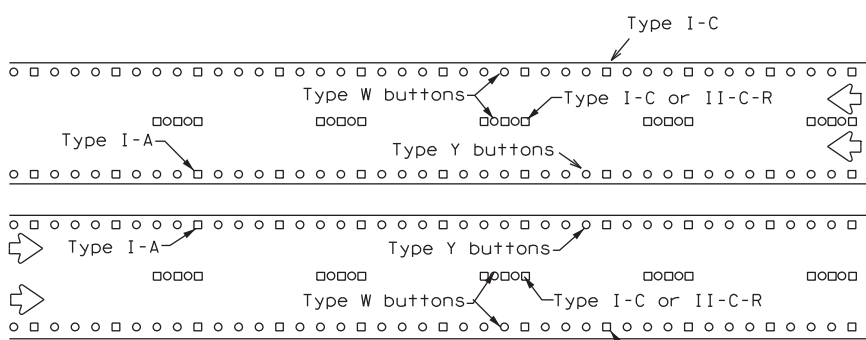 Type I-C
Type W buttons
Type I-C or II-C-R
Type I-A
Type Y buttons
Type I-A
Type Y buttons
Type W buttons
Type I-C or II-C-R